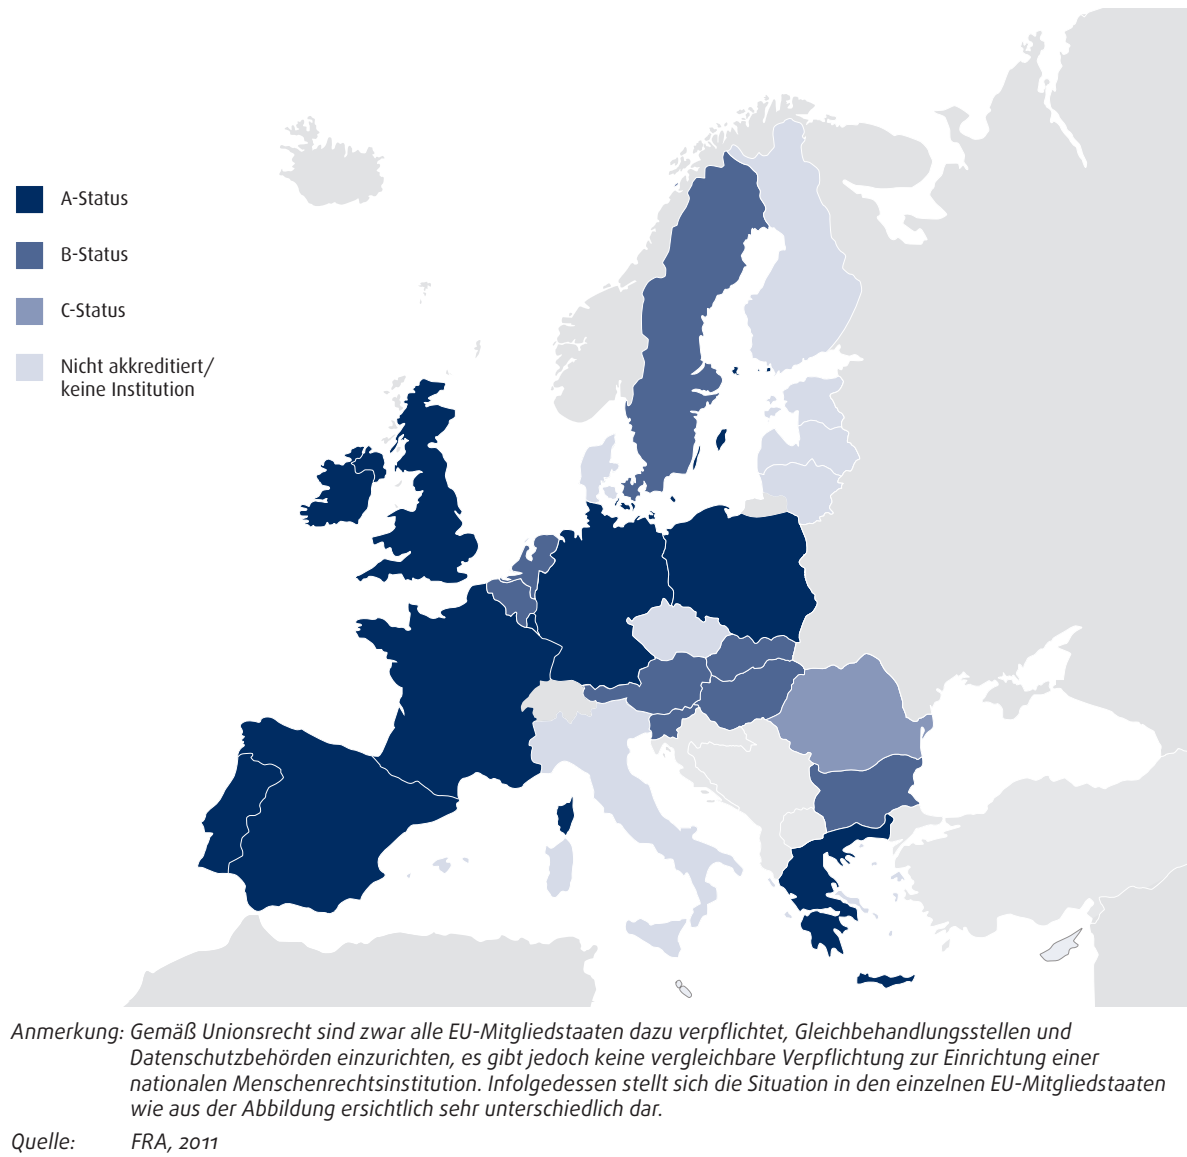 A-Status
B-Status
C-Status
Nicht akkreditiert/
keine Institution
Anmerkung: Gemäß Unionsrecht sind zwar alle EU-Mitgliedstaaten dazu verpflichtet, Gleichbehandlungsstellen und
Datenschutzbehörden einzurichten, es gibt jedoch keine vergleichbare Verpflichtung zur Einrichtung einer
nationalen Menschenrechtsinstitution. Infolgedessen stellt sich die Situation in den einzelnen EU-Mitgliedstaaten
wie aus der Abbildung ersichtlich sehr unterschiedlich dar.
Quelle: FRA, 2011